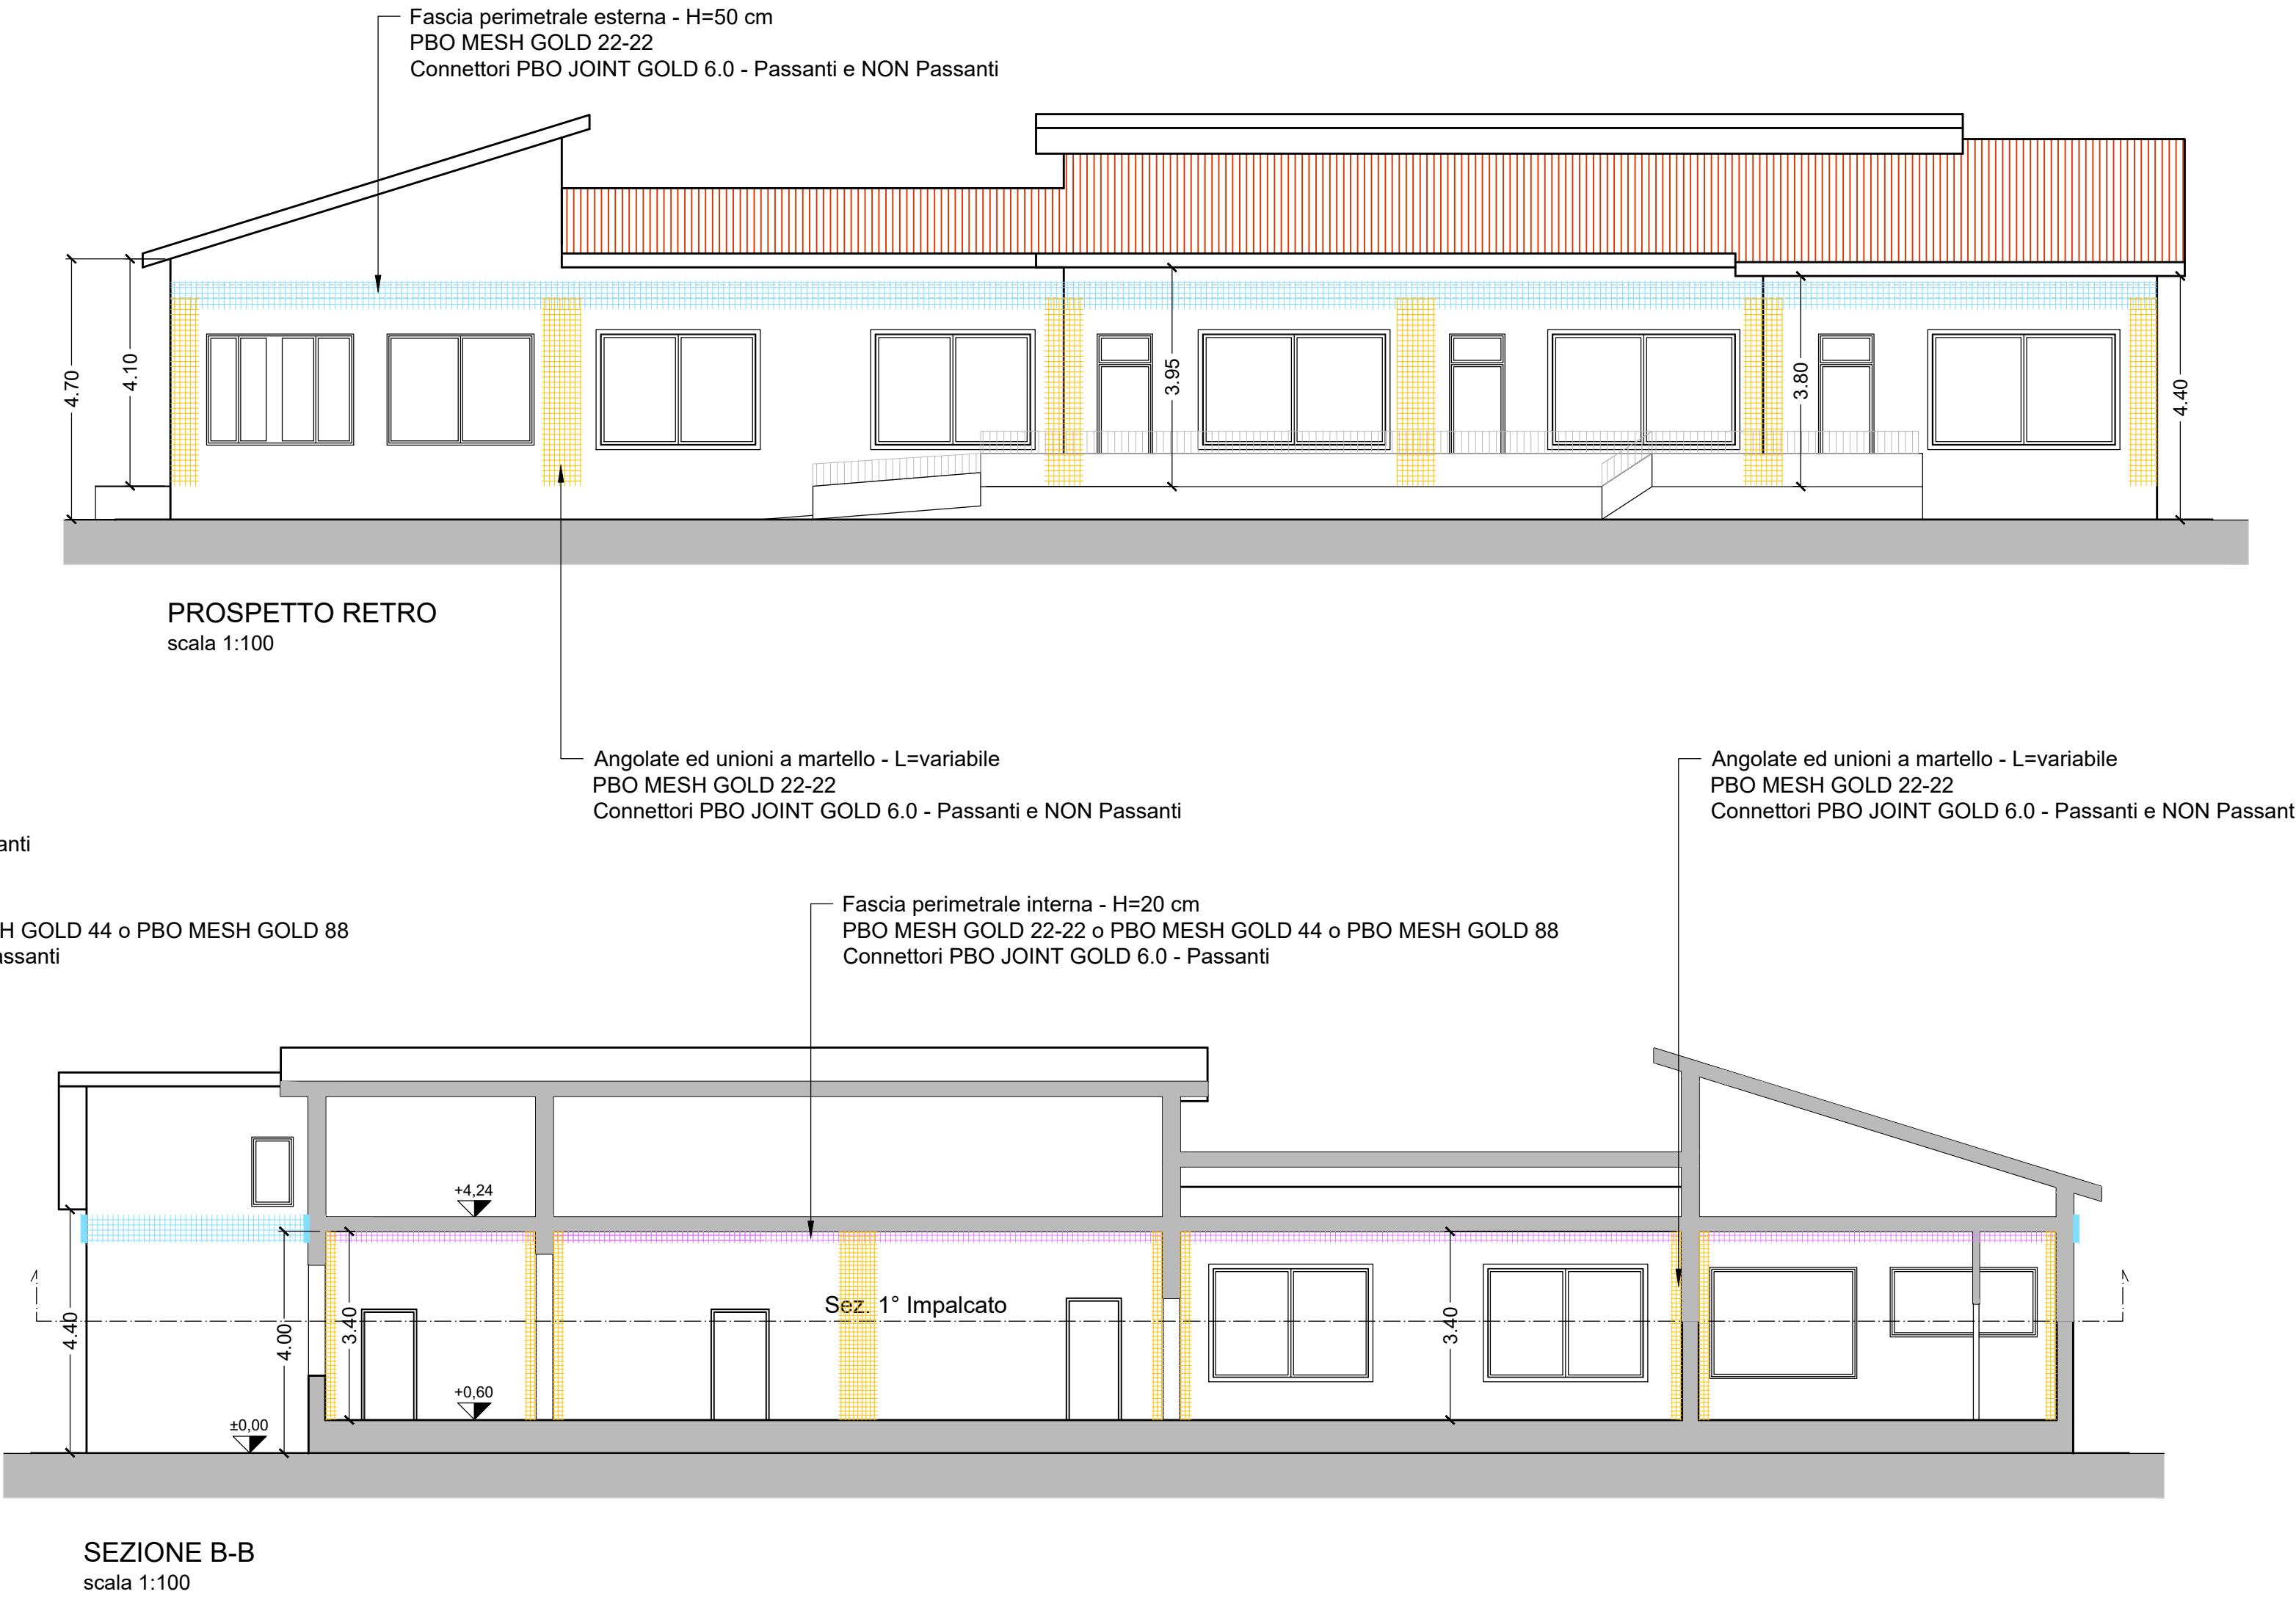 Fascia perimetrale esterna - H=50 cm
PBO MESH GOLD 22-22
Connettori PBO JOINT GOLD 6.0 - Passanti e NON Passanti
4.70
4.10
3.95
3.80
4.40
PROSPETTO RETRO
scala 1:100
Angolate ed unioni a martello - L=variabile
PBO MESH GOLD 22-22
Connettori PBO JOINT GOLD 6.0 - Passanti e NON Passanti
Angolate ed unioni a martello - L=variabile
PBO MESH GOLD 22-22
Connettori PBO JOINT GOLD 6.0 - Passanti e NON Passant
anti
H GOLD 44 o PBO MESH GOLD 88
assanti
Fascia perimetrale interna - H=20 cm
PBO MESH GOLD 22-22 o PBO MESH GOLD 44 o PBO MESH GOLD 88
Connettori PBO JOINT GOLD 6.0 - Passanti
+4,24
Sez. 1° Impalcato
4.40
4.00
3.40
3.40
+0,60
±0,00
SEZIONE B-B
scala 1:100